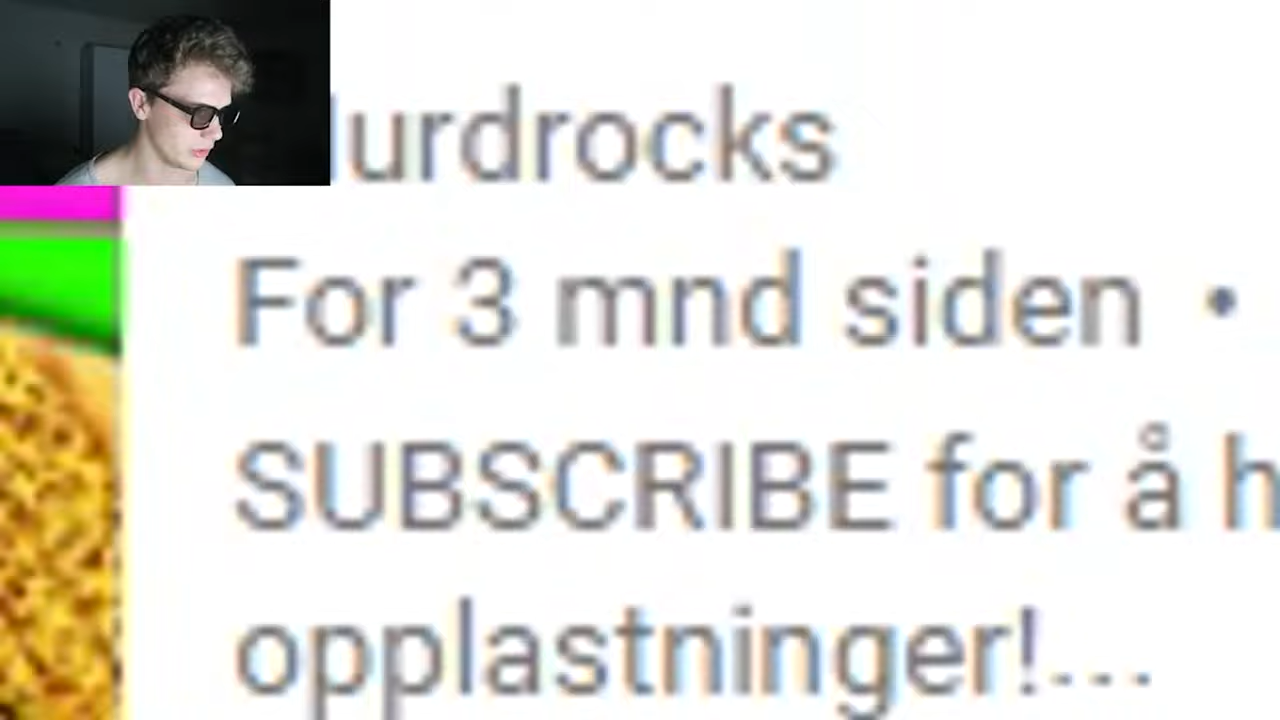 urdrocks
For 3 mnd siden •
SUBSCRIBE for å h
opplastninger!...